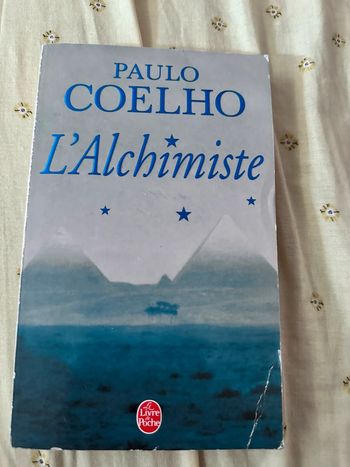 PAULO
COELHO
L'Alchimiste
Le
Livre
de
Poche